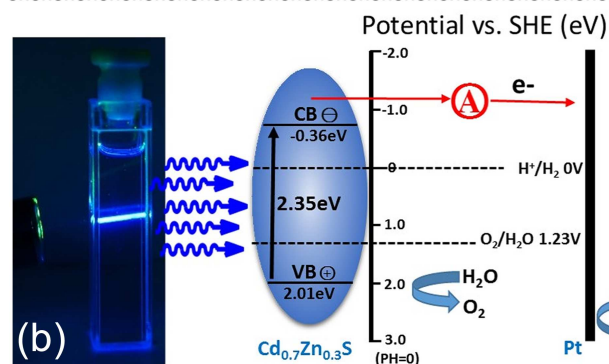 Potential vs. SHE (eV)
-2.0
A
e-
-1.0
CB ⊖
-0.36eV
0
H⁺/H₂ 0V
2.35eV
1.0
O₂/H₂O 1.23V
VB ⊕
2.01eV
2.0
H₂O
O₂
(b)
Cd₀.₇Zn₀.₃S
3.0
(PH=0)
Pt